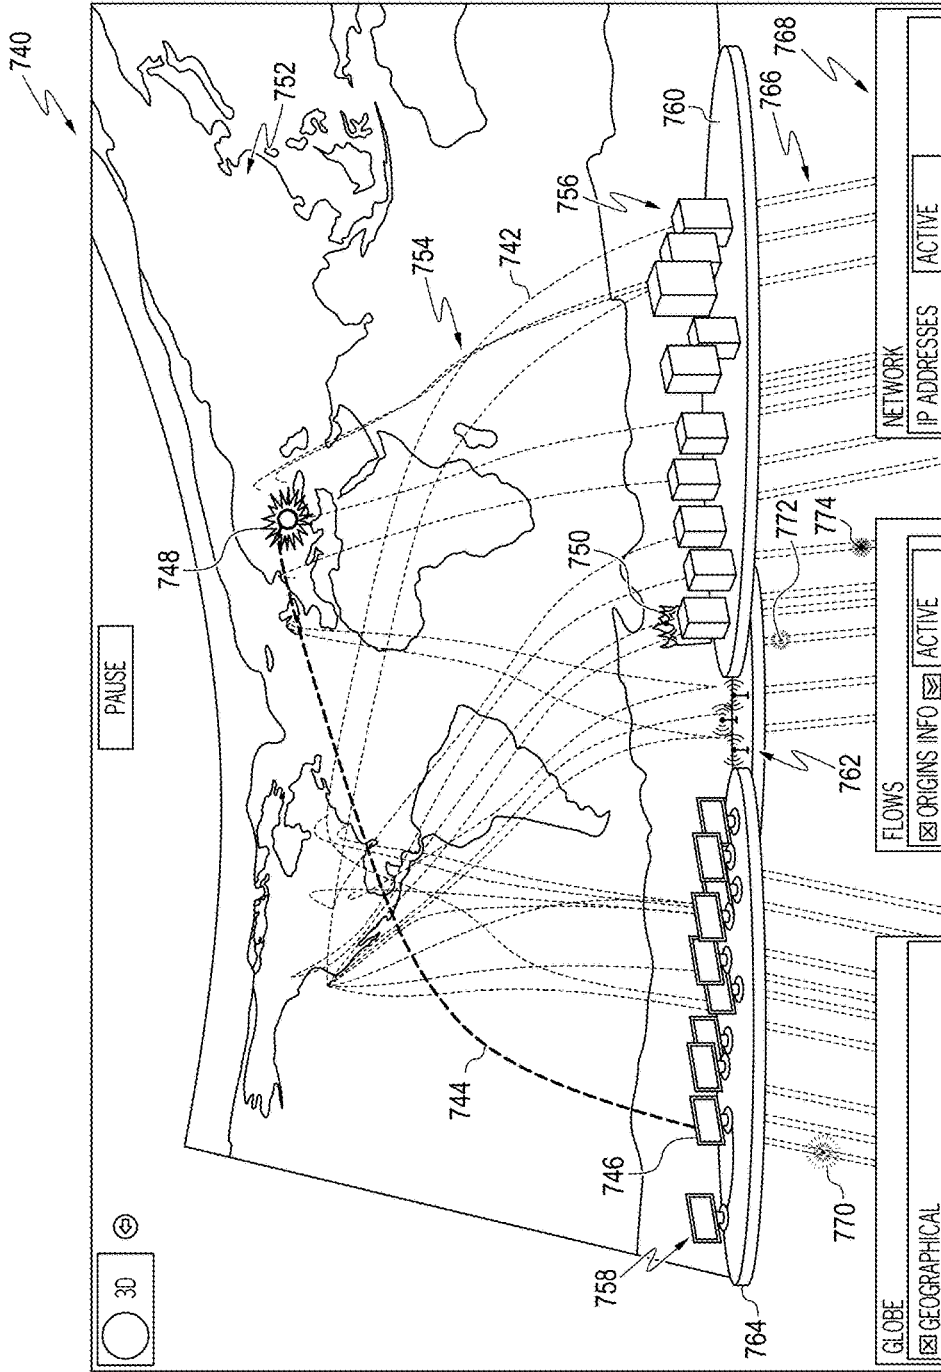 740
3D
PAUSE
752
748
754
742
756
760
744
750
746
758
764
762
772
774
766
768
770
GLOBE
☒ GEOGRAPHICAL
FLOWS
☒ ORIGINS INFO
ACTIVE
NETWORK
IP ADDRESSES
ACTIVE